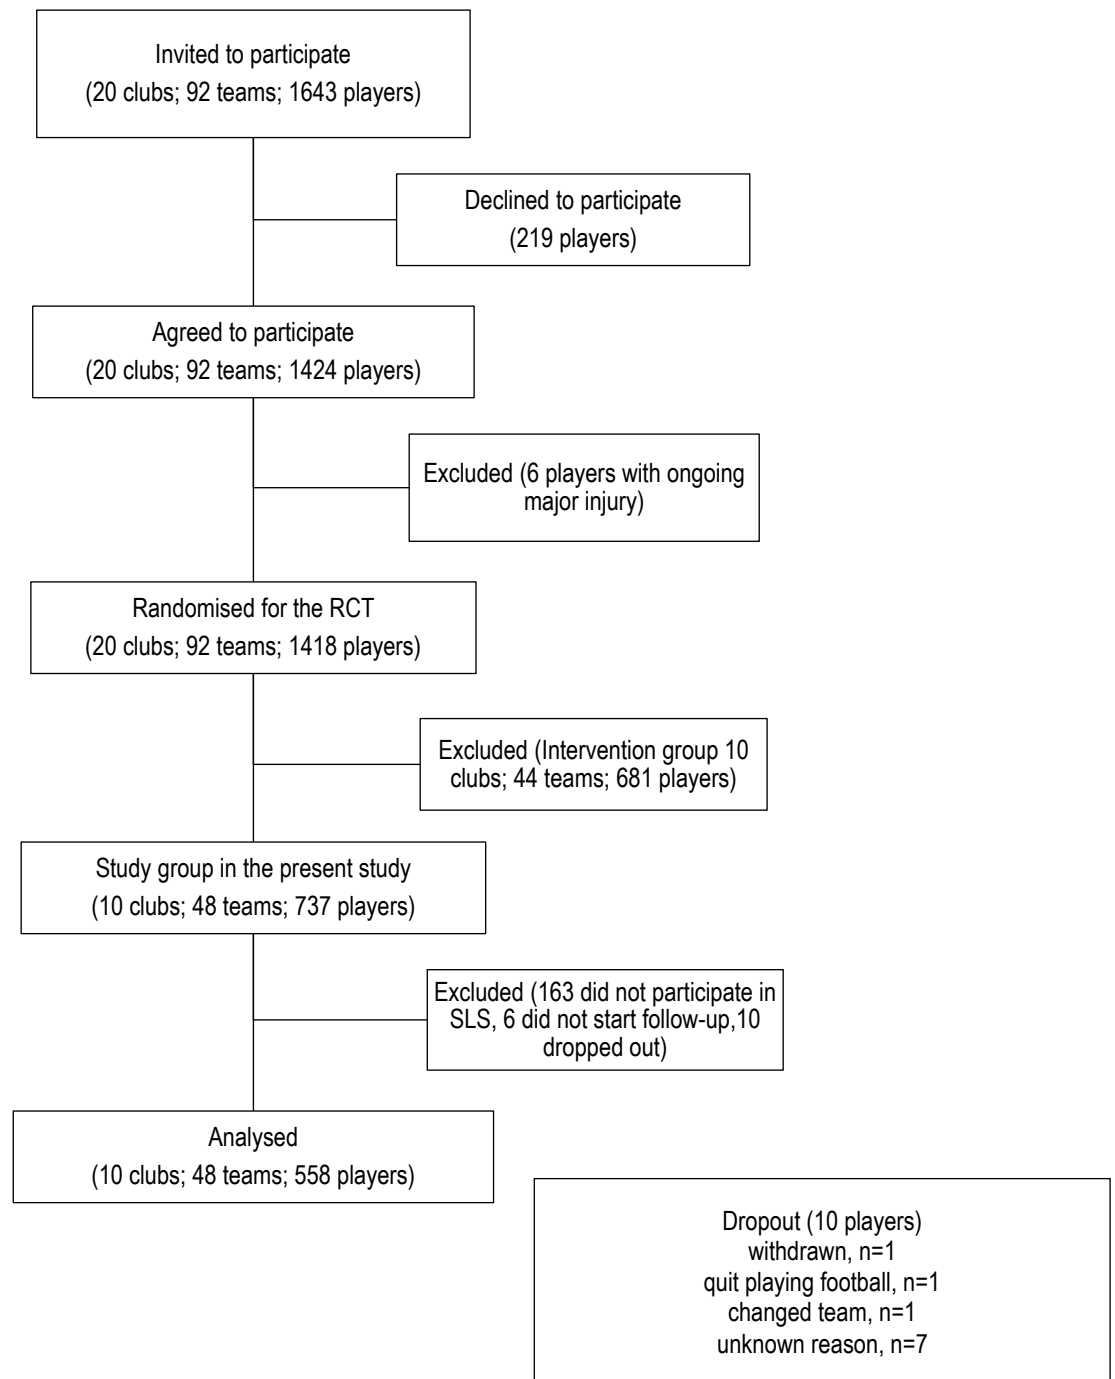 Invited to participate
(20 clubs; 92 teams; 1643 players)
Declined to participate
(219 players)
Agreed to participate
(20 clubs; 92 teams; 1424 players)
Excluded (6 players with ongoing
major injury)
Randomised for the RCT
(20 clubs; 92 teams; 1418 players)
Excluded (Intervention group 10
clubs; 44 teams; 681 players)
Study group in the present study
(10 clubs; 48 teams; 737 players)
Excluded (163 did not participate in
SLS, 6 did not start follow-up,10
dropped out)
Analysed
(10 clubs; 48 teams; 558 players)
Dropout (10 players)
withdrawn, n=1
quit playing football, n=1
changed team, n=1
unknown reason, n=7